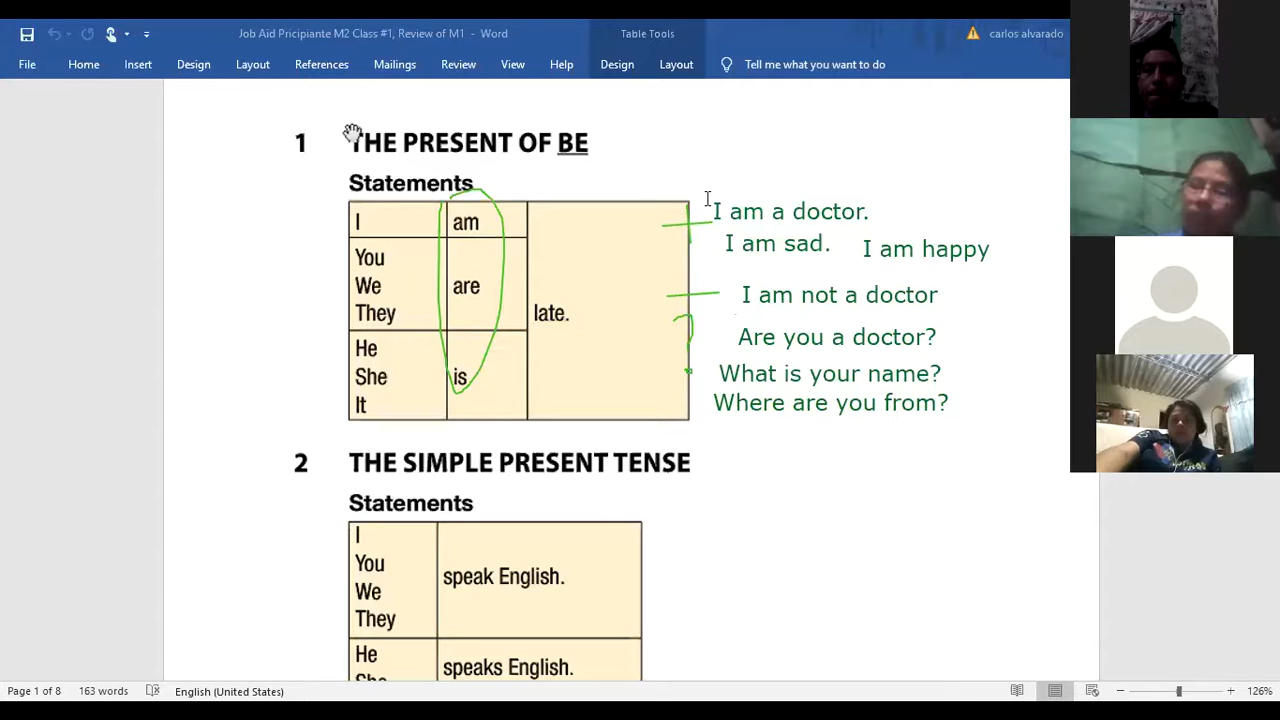 Job Aid Pricipiante M2 Class #1, Review of M1 - Word
Table Tools
carlos alvarado
File Home Insert Design Layout References Mailings Review View Help Design Layout Tell me what you want to do
1 THE PRESENT OF BE
Statements
I am
You
We are
They
late.
He
She is
It
I am a doctor.
I am sad. I am happy
I am not a doctor
Are you a doctor?
What is your name?
Where are you from?
2 THE SIMPLE PRESENT TENSE
Statements
I
You
We
They
speak English.
He
speaks English.
Page 1 of 8 163 words English (United States) 126%